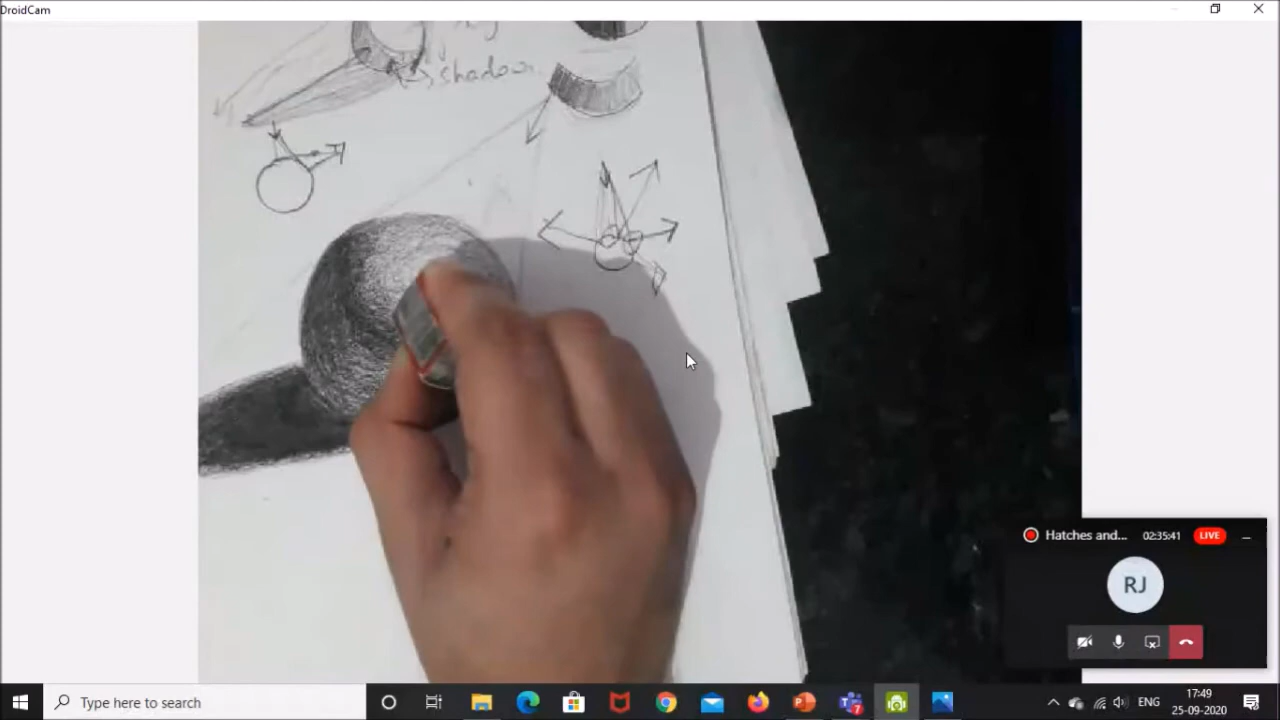 DroidCam
shadow
Hatches and...
02:35:41
LIVE
RJ
Type here to search
7
ENG
17:49
25-09-2020